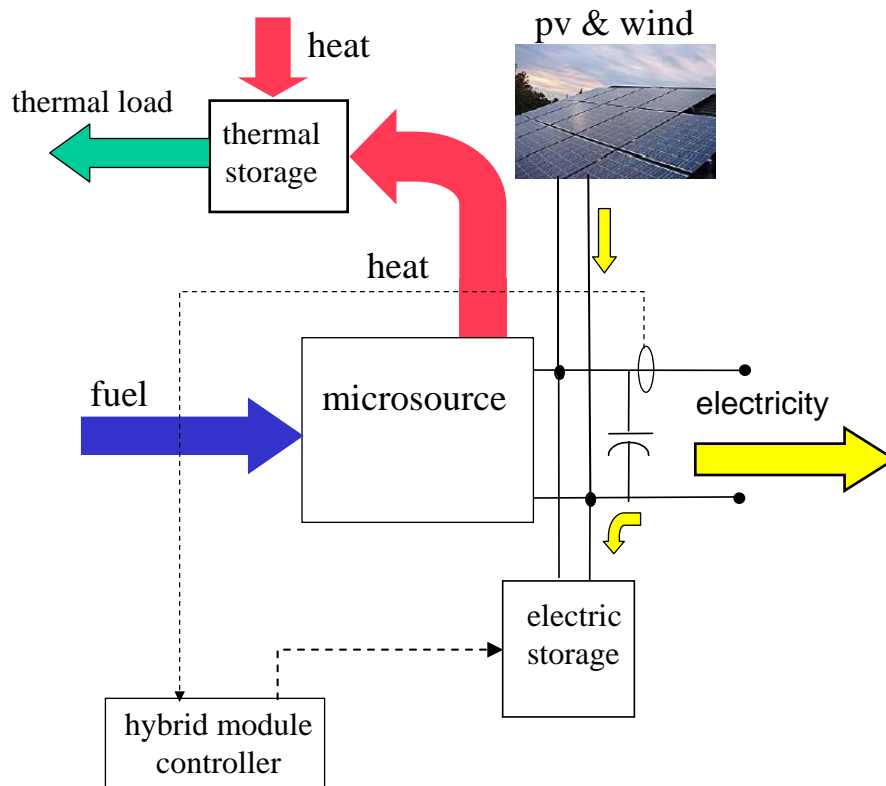 pv & wind
heat
thermal load
thermal
storage
heat
fuel
microsource
electricity
electric
storage
hybrid module
controller